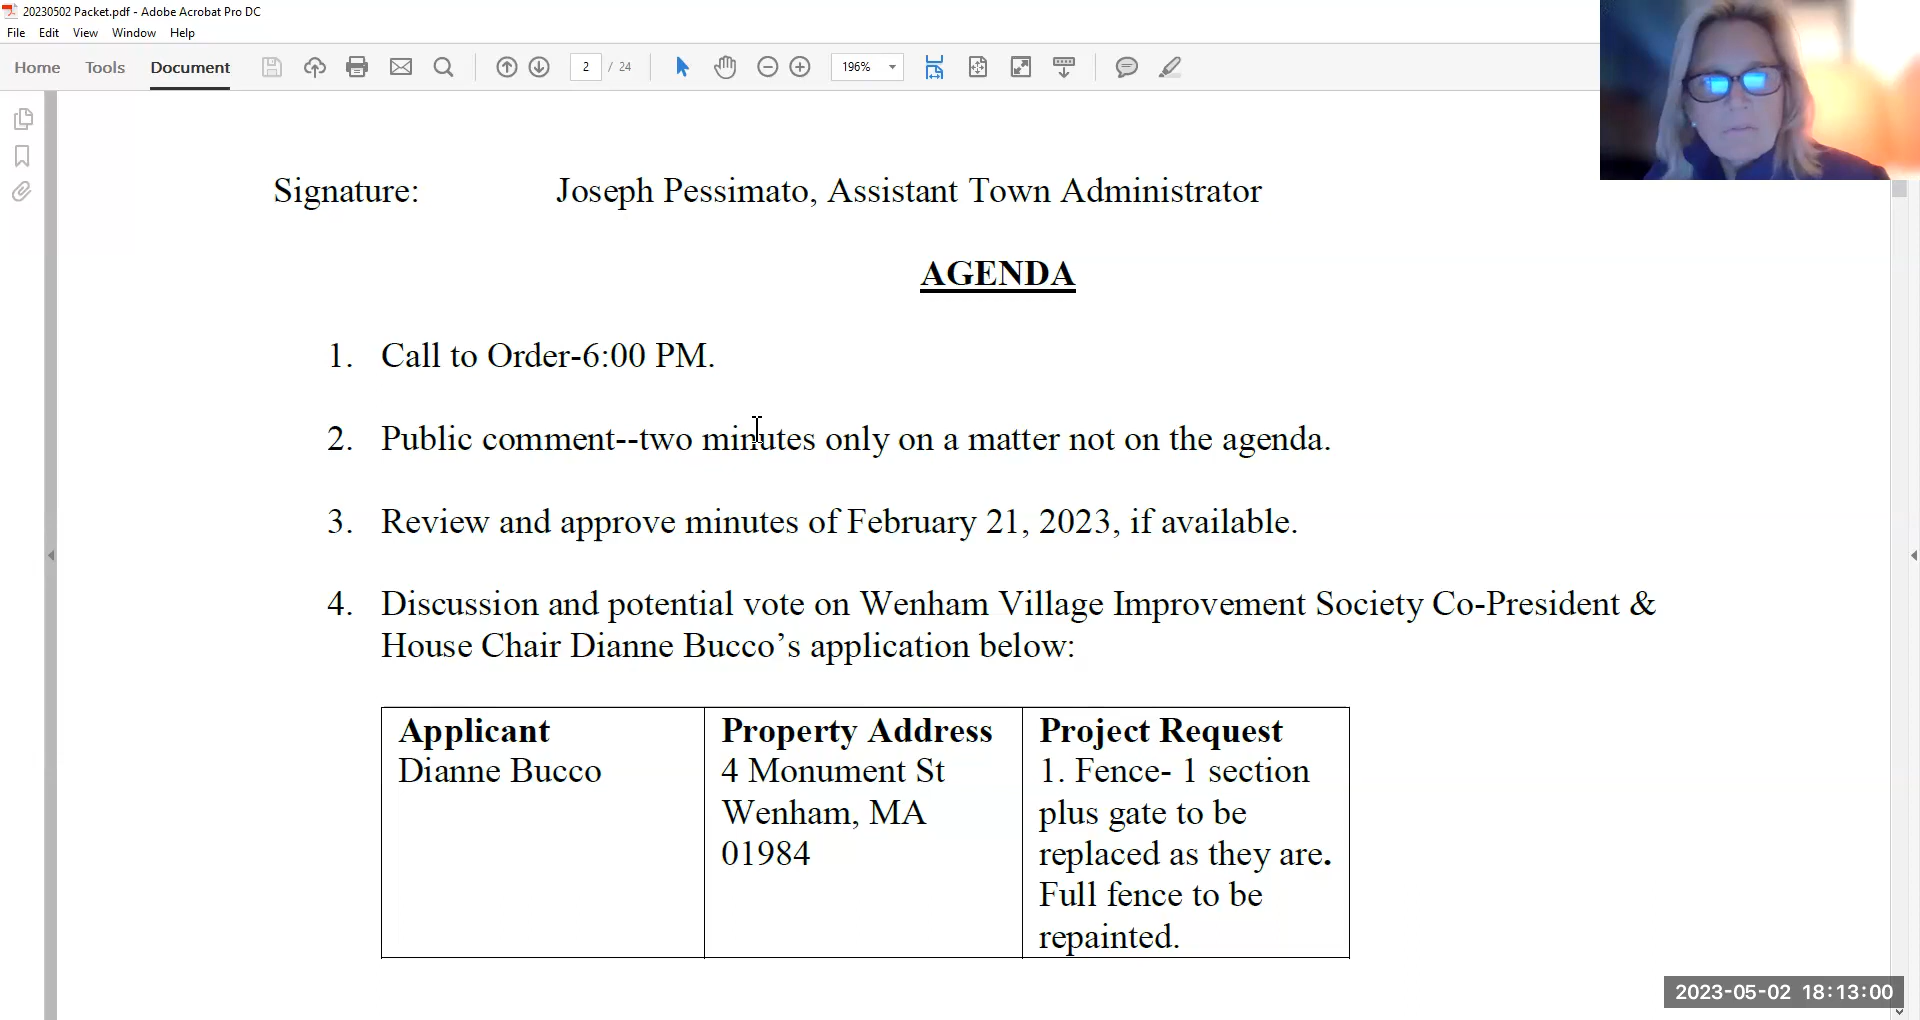 20230502 Packet.pdf - Adobe Acrobat Pro DC
File Edit View Window Help
Home Tools Document 2 / 24 196%
Signature: Joseph Pessimato, Assistant Town Administrator
AGENDA
1. Call to Order-6:00 PM.
2. Public comment--two minutes only on a matter not on the agenda.
3. Review and approve minutes of February 21, 2023, if available.
4. Discussion and potential vote on Wenham Village Improvement Society Co-President &
House Chair Dianne Bucco’s application below:
Applicant Property Address Project Request
Dianne Bucco 4 Monument St 1. Fence- 1 section
Wenham, MA plus gate to be
01984 replaced as they are.
Full fence to be
repainted.
2023-05-02 18:13:00